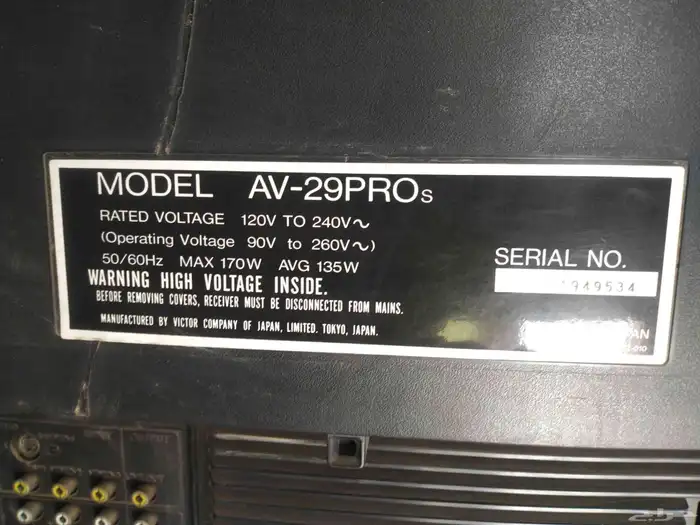 MODEL AV-29PROs
RATED VOLTAGE 120V TO 240V~
(Operating Voltage 90V to 260V~)
50/60Hz MAX 170W AVG 135W
WARNING HIGH VOLTAGE INSIDE.
BEFORE REMOVING COVERS, RECEIVER MUST BE DISCONNECTED FROM MAINS.
MANUFACTURED BY VICTOR COMPANY OF JAPAN, LIMITED. TOKYO, JAPAN.
SERIAL NO.
949534